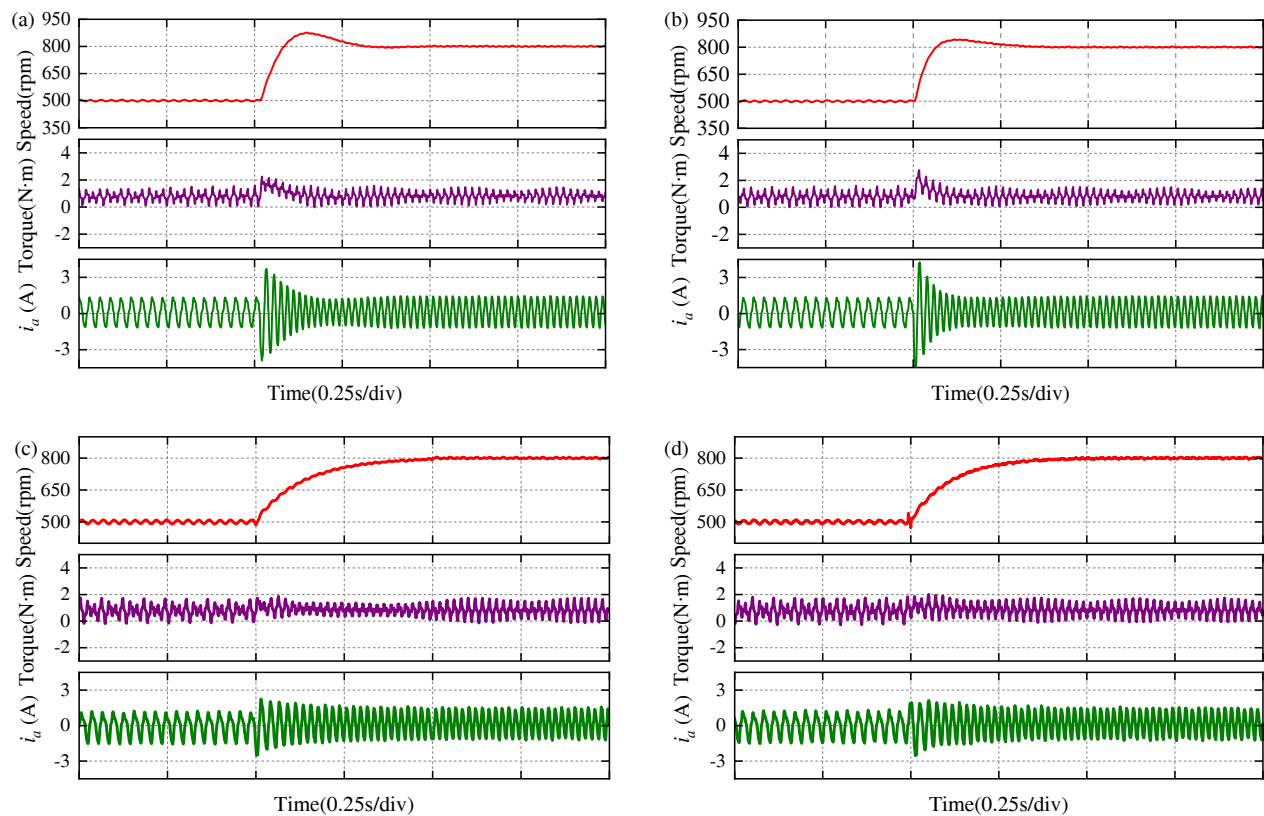 (a)
950
800
650
500
350
Speed(rpm)
4
2
0
-2
Torque(N·m)
3
0
-3
i_a (A)
Time(0.25s/div)
(b)
950
800
650
500
350
Speed(rpm)
4
2
0
-2
Torque(N·m)
3
0
-3
i_a (A)
Time(0.25s/div)
(c)
800
650
500
Speed(rpm)
4
2
0
-2
Torque(N·m)
3
0
-3
i_a (A)
Time(0.25s/div)
(d)
800
650
500
Speed(rpm)
4
2
0
-2
Torque(N·m)
3
0
-3
i_a (A)
Time(0.25s/div)